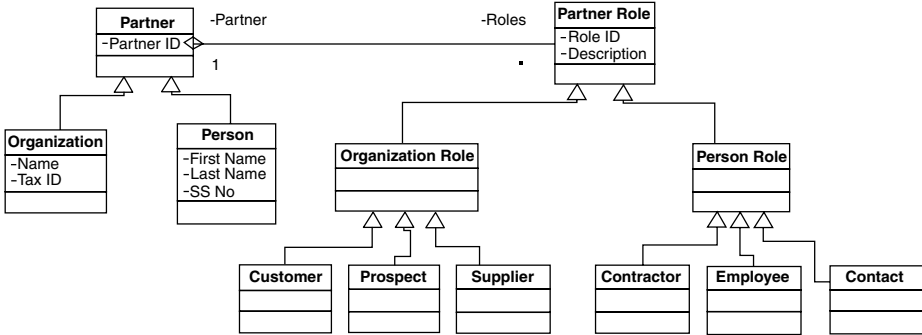 -Partner
-Roles
Partner
-Partner ID
1
Partner Role
-Role ID
-Description
Organization
-Name
-Tax ID
Person
-First Name
-Last Name
-SS No
Organization Role
Person Role
Customer
Prospect
Supplier
Contractor
Employee
Contact